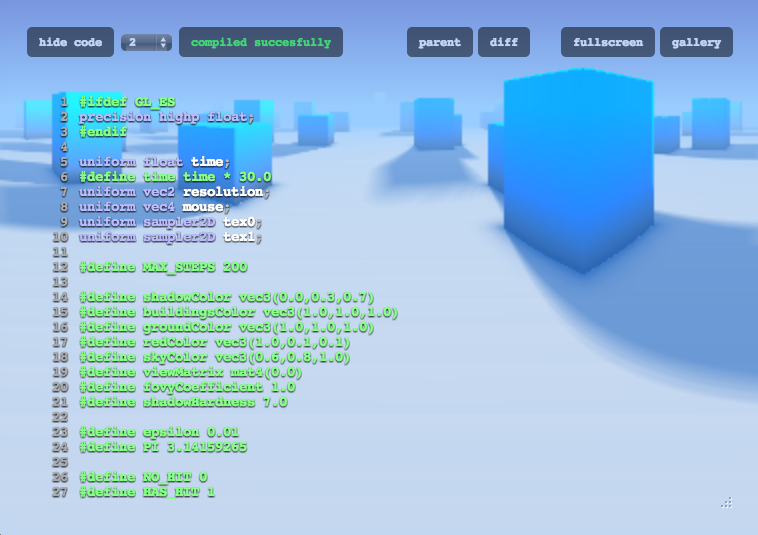 hide code 2 compiled succesfully parent diff fullscreen gallery
1 #ifdef GL_ES
2 precision highp float;
3 #endif
4
5 uniform float time;
6 #define time time * 30.0
7 uniform vec2 resolution;
8 uniform vec4 mouse;
9 uniform sampler2D tex0;
10 uniform sampler2D tex1;
11
12 #define MAX_STEPS 200
13
14 #define shadowColor vec3(0.0,0.3,0.7)
15 #define buildingsColor vec3(1.0,1.0,1.0)
16 #define groundColor vec3(1.0,1.0,1.0)
17 #define redColor vec3(1.0,0.1,0.1)
18 #define skyColor vec3(0.6,0.8,1.0)
19 #define viewMatrix mat4(0.0)
20 #define fovyCoefficient 1.0
21 #define shadowHardness 7.0
22
23 #define epsilon 0.01
24 #define PI 3.14159265
25
26 #define NO_HIT 0
27 #define HAS_HIT 1